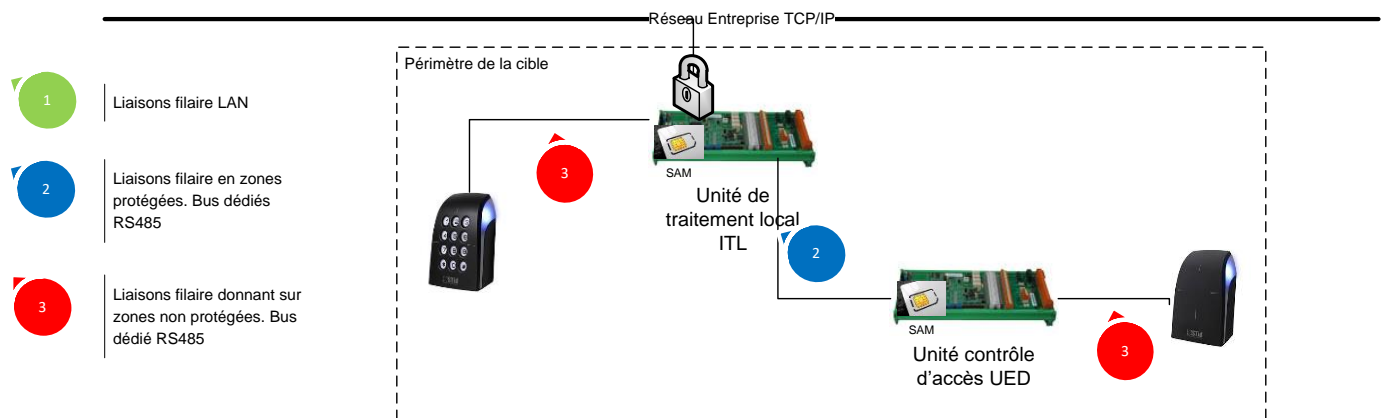 Réseau Entreprise TCP/IP
Périmètre de la cible
1
Liaisons filaire LAN
2
Liaisons filaire en zones
protégées. Bus dédiés
RS485
3
Liaisons filaire donnant sur
zones non protégées. Bus
dédié RS485
3
SAM
Unité de
traitement local
ITL
2
SAM
Unité contrôle
d’accès UED
3